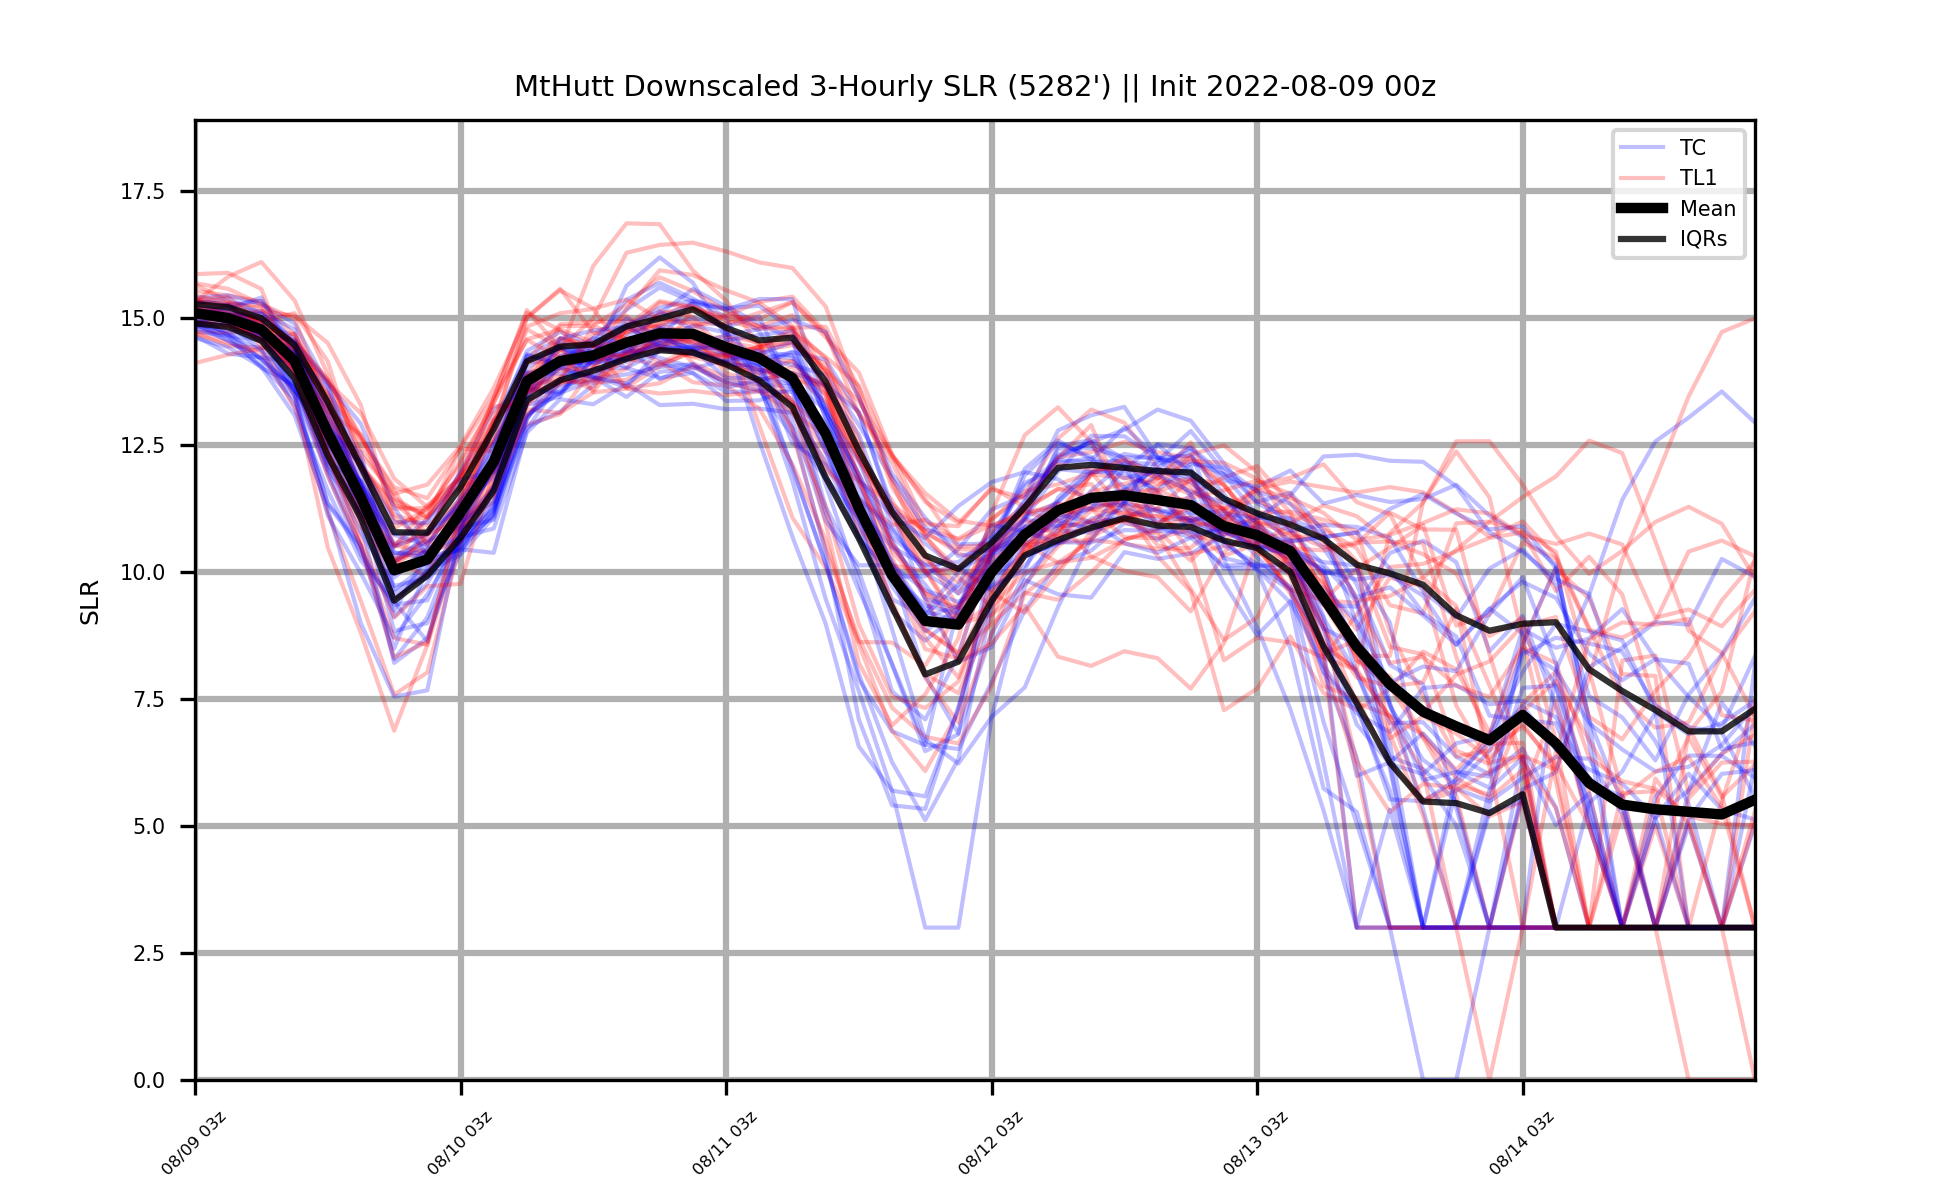 MtHutt Downscaled 3-Hourly SLR (5282') || Init 2022-08-09 00z
TC
TL1
Mean
IQRs
SLR
17.5
15.0
12.5
10.0
7.5
5.0
2.5
0.0
08/09 03z
08/10 03z
08/11 03z
08/12 03z
08/13 03z
08/14 03z